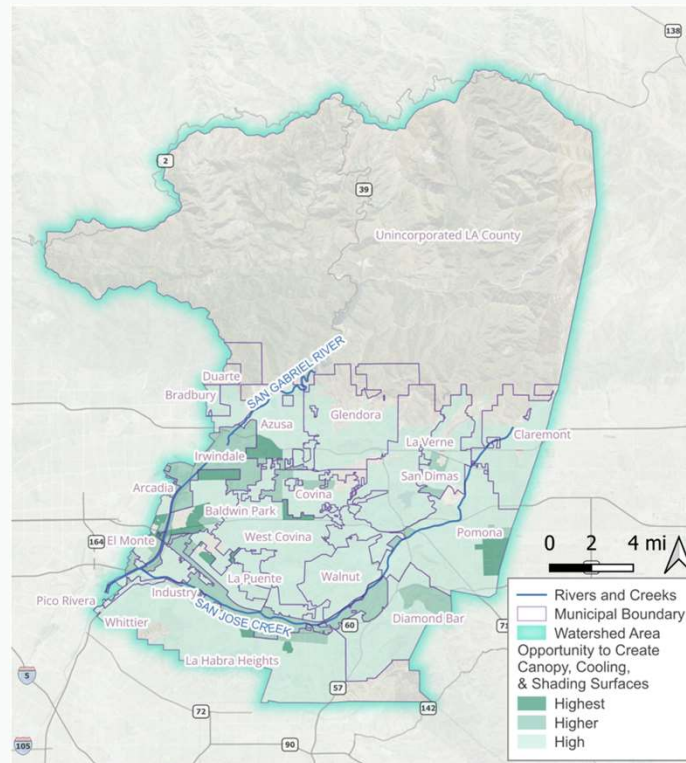 138
2
39
Unincorporated LA County
Duarte
SAN GABRIEL RIVER
Bradbury
Glendora
Azusa
La Verne
Claremont
Irwindale
San Dimas
Arcadia
Covina
Baldwin Park
El Monte
West Covina
Pomona
164
0 2 4 mi
La Puente
Walnut
Pico Rivera
Industry
Whittier
SAN JOSE CREEK
60
Diamond Bar
La Habra Heights
5
57
72
142
90
105
Rivers and Creeks
Municipal Boundary
Watershed Area
Opportunity to Create
Canopy, Cooling,
& Shading Surfaces
Highest
Higher
High